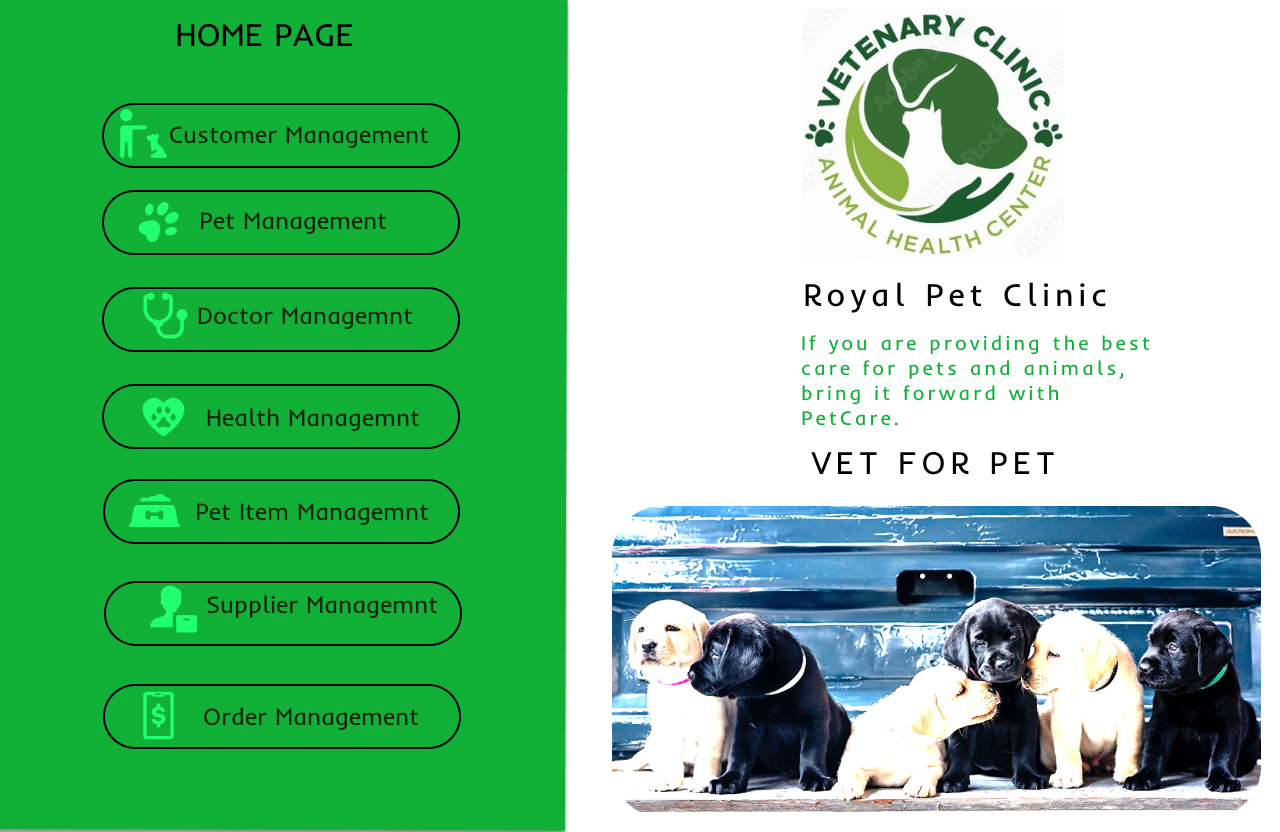 HOME PAGE
Customer Management
Pet Management
Doctor Managemnt
Health Managemnt
Pet Item Managemnt
Supplier Managemnt
Order Management
VETENARY CLINIC
ANIMAL HEALTH CENTER
Royal Pet Clinic
If you are providing the best
care for pets and animals,
bring it forward with
PetCare.
VET FOR PET